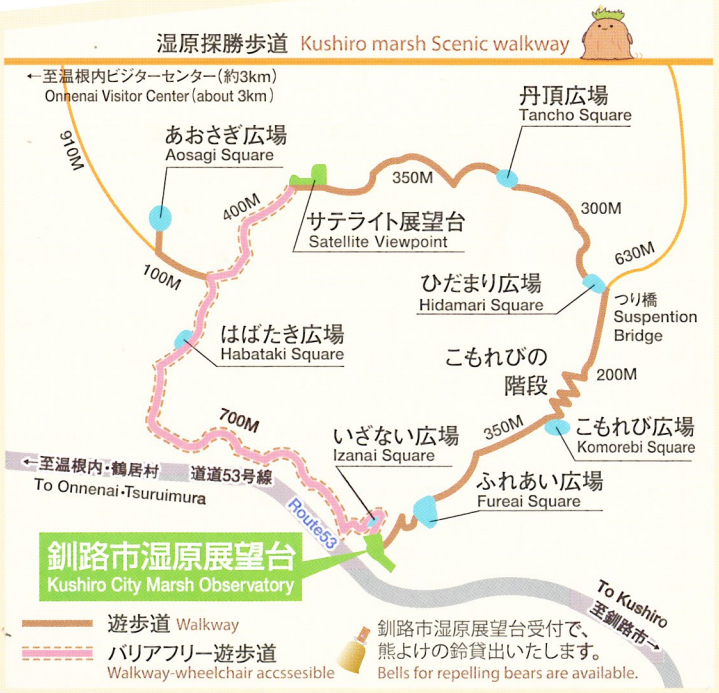 湿原探勝歩道 Kushiro marsh Scenic walkway
←至温根内ビジターセンター(約3km)
Onnenai Visitor Center (about 3km)
910M
あおさぎ広場
Aosagi Square
丹頂広場
Tancho Square
350M
400M
サテライト展望台
Satellite Viewpoint
300M
630M
100M
ひだまり広場
Hidamari Square
つり橋
Suspention
Bridge
はばたき広場
Habataki Square
こもれびの
階段
200M
700M
いざない広場
Izanai Square
350M
こもれび広場
Komorebi Square
←至温根内・鶴居村 道道53号線
To Onnenai・Tsuruimura
ふれあい広場
Fureai Square
Route53
釧路市湿原展望台
Kushiro City Marsh Observatory
To Kushiro
至釧路市→
遊歩道 Walkway
バリアフリー遊歩道
Walkway-wheelchair accssesible
釧路市湿原展望台受付で、
熊よけの鈴貸出いたします。
Bells for repelling bears are available.